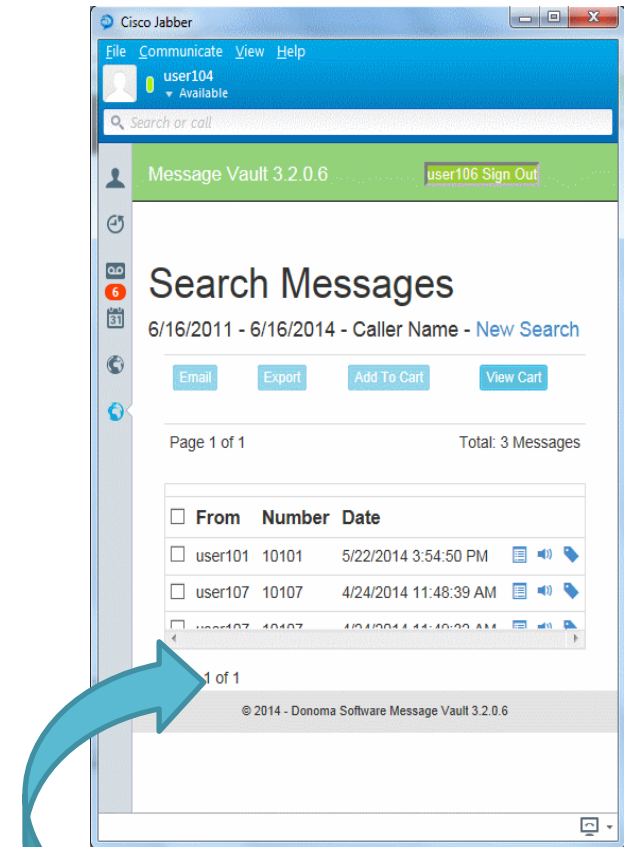 Cisco Jabber
File Communicate View Help
user104
Available
Search or call
Message Vault 3.2.0.6 user106 Sign Out
6
31
Search Messages
6/16/2011 - 6/16/2014 - Caller Name - New Search
Email Export Add To Cart View Cart
Page 1 of 1 Total: 3 Messages
From Number Date
user101 10101 5/22/2014 3:54:50 PM
user107 10107 4/24/2014 11:48:39 AM
user107 10107
1 of 1
© 2014 - Donoma Software Message Vault 3.2.0.6